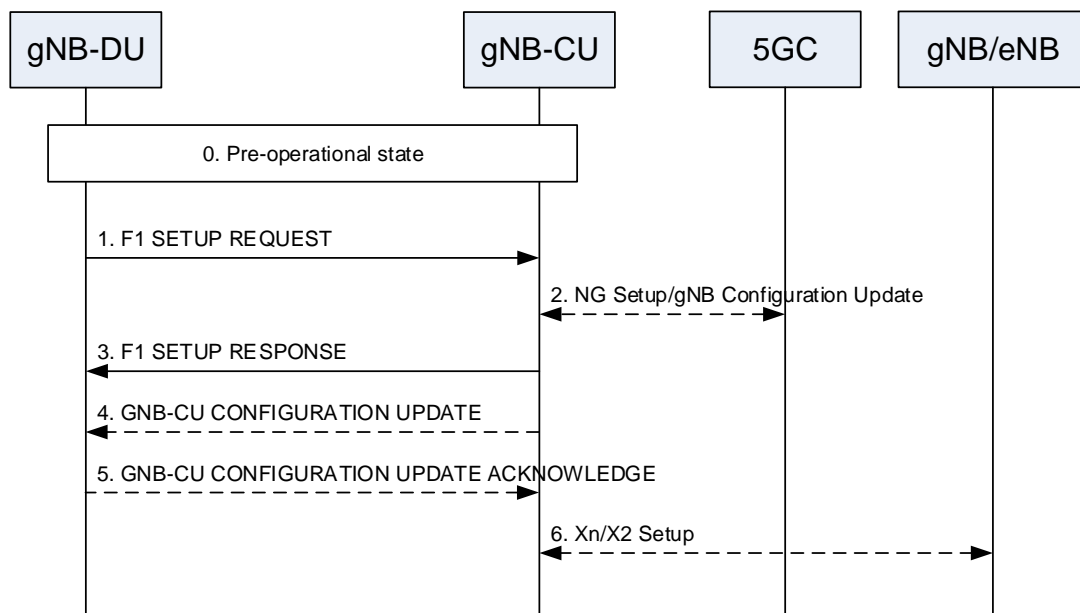 gNB-DU
gNB-CU
5GC
gNB/eNB
0. Pre-operational state
1. F1 SETUP REQUEST
2. NG Setup/gNB Configuration Update
3. F1 SETUP RESPONSE
4. GNB-CU CONFIGURATION UPDATE
5. GNB-CU CONFIGURATION UPDATE ACKNOWLEDGE
6. Xn/X2 Setup